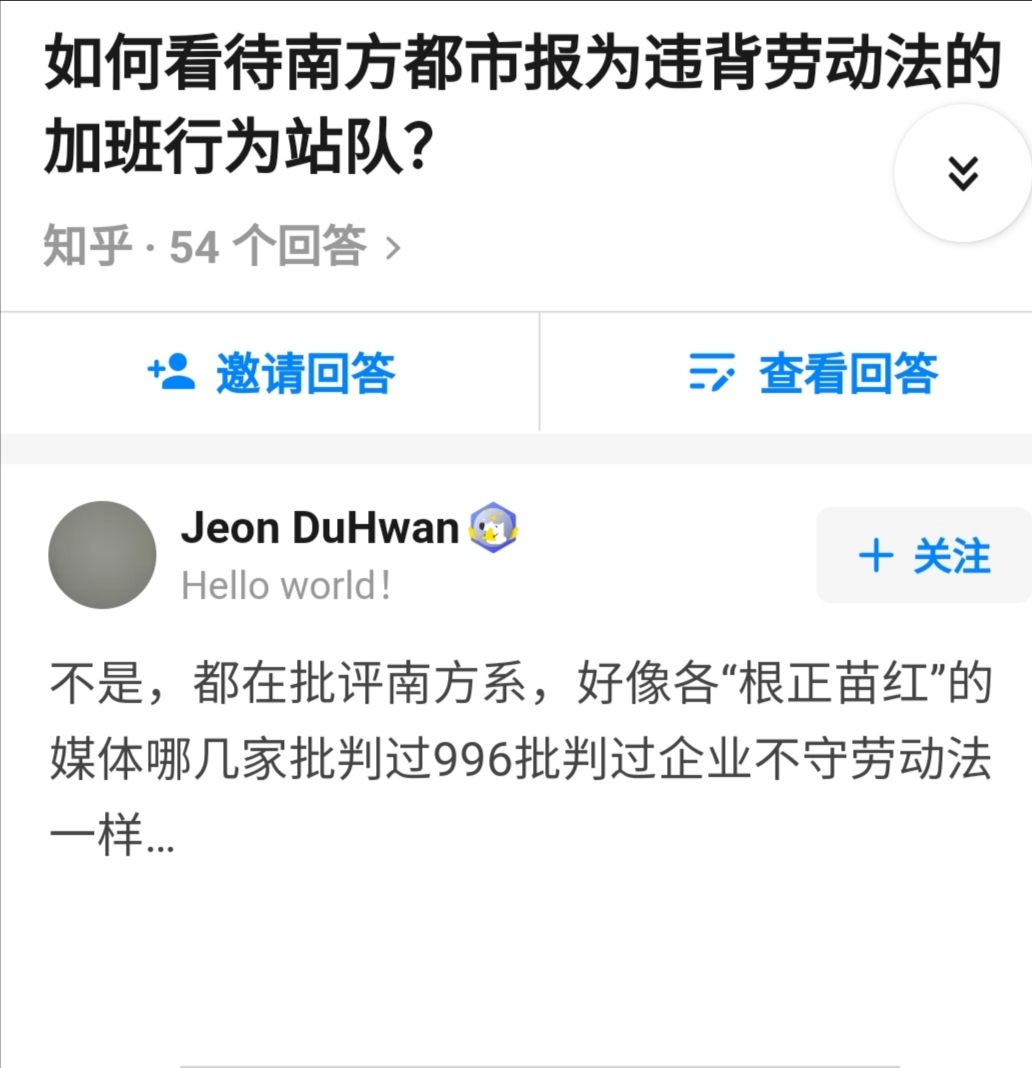 如何看待南方都市报为违背劳动法的
加班行为站队？
知乎 · 54 个回答 >
邀请回答
查看回答
Jeon DuHwan
关注
Hello world！
不是，都在批评南方系，好像各“根正苗红”的
媒体哪几家批判过996批判过企业不守劳动法
一样...